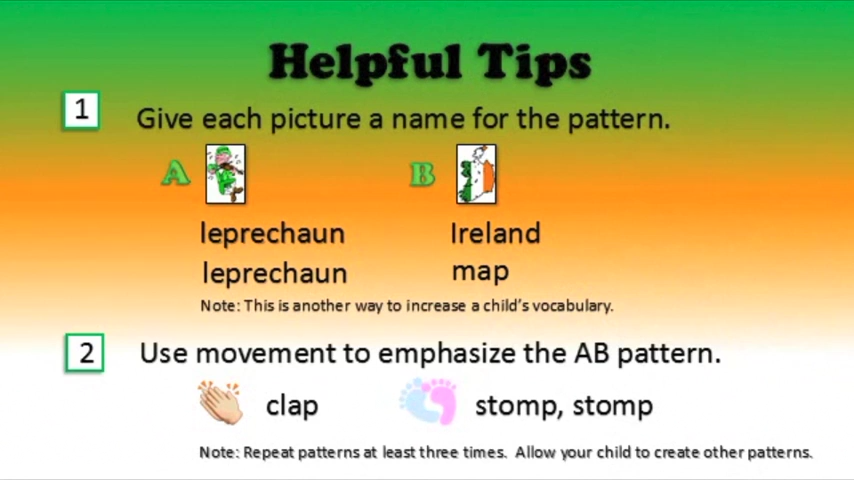 Helpful Tips
1 Give each picture a name for the pattern.
A B
leprechaun Ireland
leprechaun map
Note: This is another way to increase a child's vocabulary.
2 Use movement to emphasize the AB pattern.
clap stomp, stomp
Note: Repeat patterns at least three times. Allow your child to create other patterns.